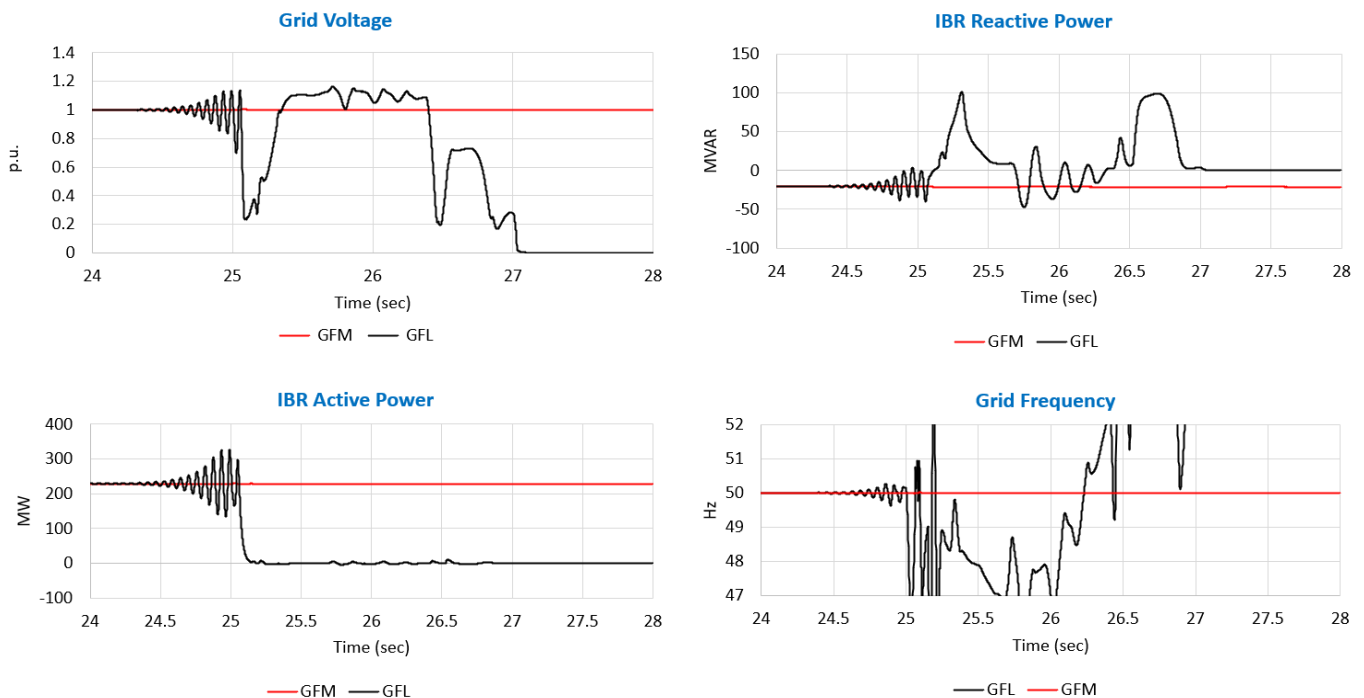 Grid Voltage
1.4
1.2
1
0.8
0.6
0.4
0.2
0
p.u.
24 25 26 27 28
Time (sec)
GFM GFL
IBR Reactive Power
150
100
50
0
-50
-100
MVAR
24 24.5 25 25.5 26 26.5 27 27.5 28
Time (sec)
GFM GFL
IBR Active Power
400
300
200
100
0
-100
MW
24 24.5 25 25.5 26 26.5 27 27.5 28
Time (sec)
GFM GFL
Grid Frequency
52
51
50
49
48
47
Hz
24 24.5 25 25.5 26 26.5 27 27.5 28
Time (sec)
GFL GFM